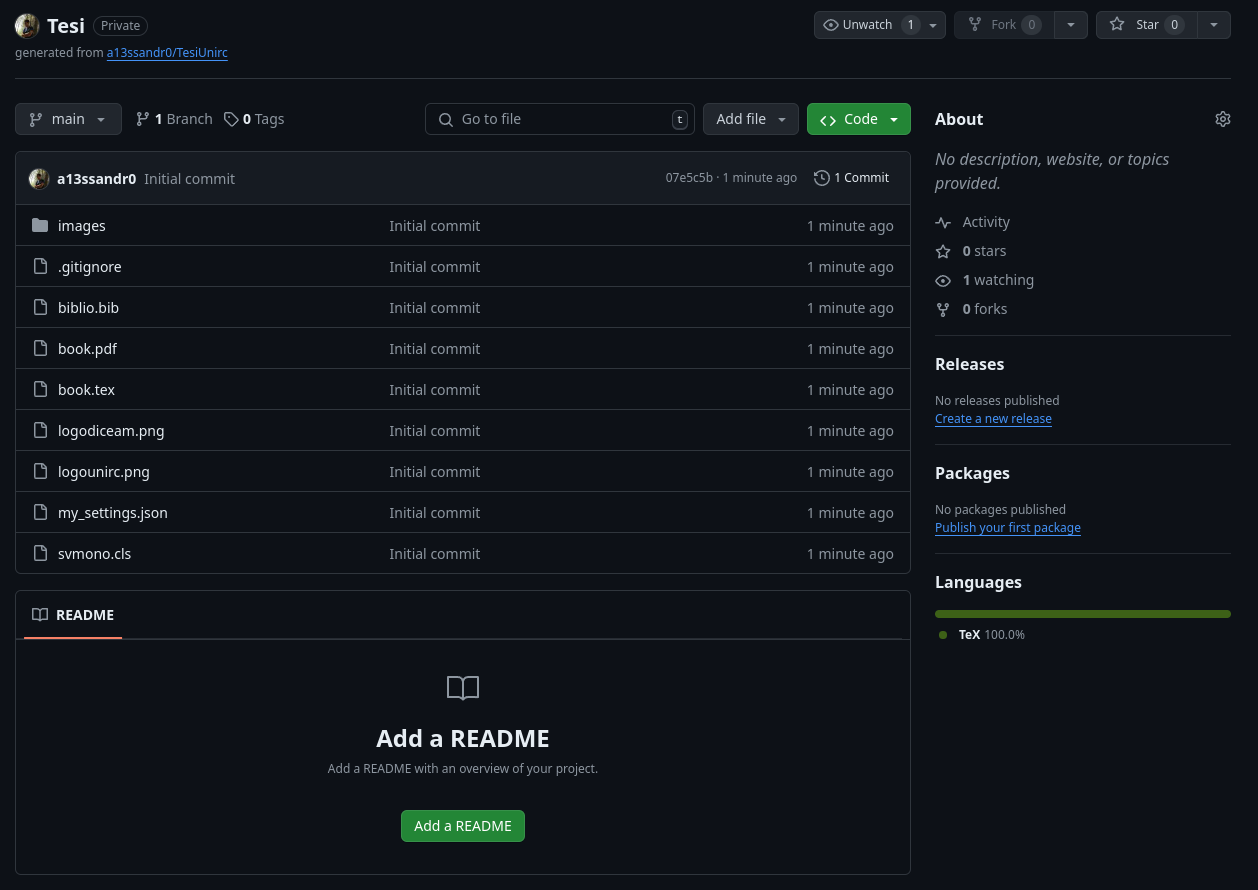 Tesi Private Unwatch 1 Fork 0 Star 0
generated from a13ssandr0/TesiUnirc
main 1 Branch 0 Tags Go to file t Add file Code
a13ssandr0 Initial commit 07e5c5b · 1 minute ago 1 Commit
images Initial commit 1 minute ago
.gitignore Initial commit 1 minute ago
biblio.bib Initial commit 1 minute ago
book.pdf Initial commit 1 minute ago
book.tex Initial commit 1 minute ago
logodiceam.png Initial commit 1 minute ago
logounirc.png Initial commit 1 minute ago
my_settings.json Initial commit 1 minute ago
svmono.cls Initial commit 1 minute ago
README
Add a README
Add a README with an overview of your project.
Add a README
About
No description, website, or topics
provided.
Activity
0 stars
1 watching
0 forks
Releases
No releases published
Create a new release
Packages
No packages published
Publish your first package
Languages
TeX 100.0%